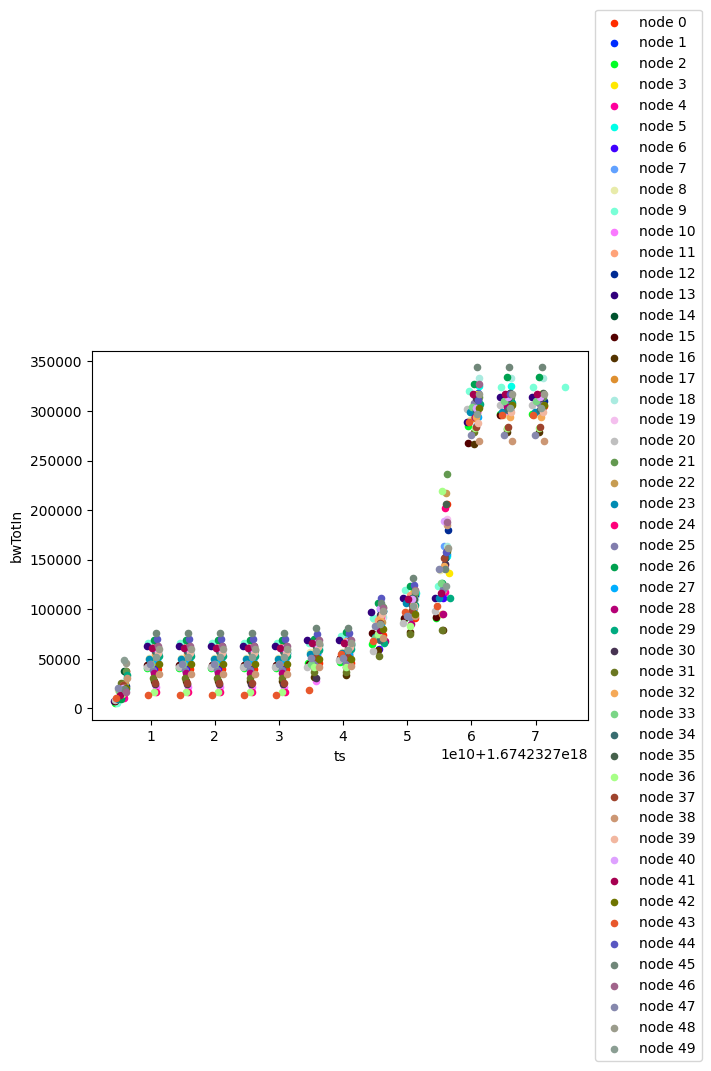 350000
300000
250000
200000
150000
100000
50000
0
bwTotIn
1 2 3 4 5 6 7
ts
1e10+1.6742327e18
node 0
node 1
node 2
node 3
node 4
node 5
node 6
node 7
node 8
node 9
node 10
node 11
node 12
node 13
node 14
node 15
node 16
node 17
node 18
node 19
node 20
node 21
node 22
node 23
node 24
node 25
node 26
node 27
node 28
node 29
node 30
node 31
node 32
node 33
node 34
node 35
node 36
node 37
node 38
node 39
node 40
node 41
node 42
node 43
node 44
node 45
node 46
node 47
node 48
node 49